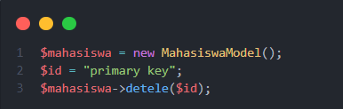 1 $mahasiswa = new MahasiswaModel();
2 $id = "primary key";
3 $mahasiswa->detele($id);